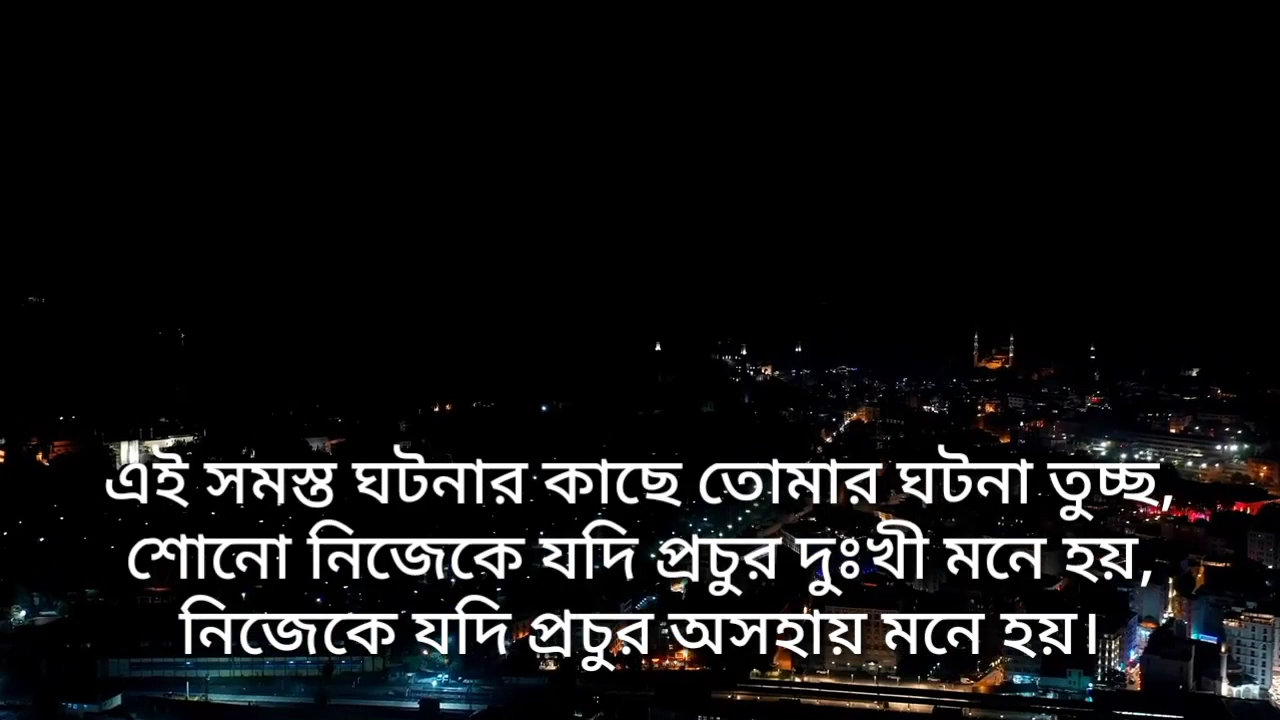 এই সমস্ত ঘটনার কাছে তোমার ঘটনা তুচ্ছ,
শোনো নিজেকে যদি প্রচুর দুঃখী মনে হয়,
নিজেকে যদি প্রচুর অসহায় মনে হয়।